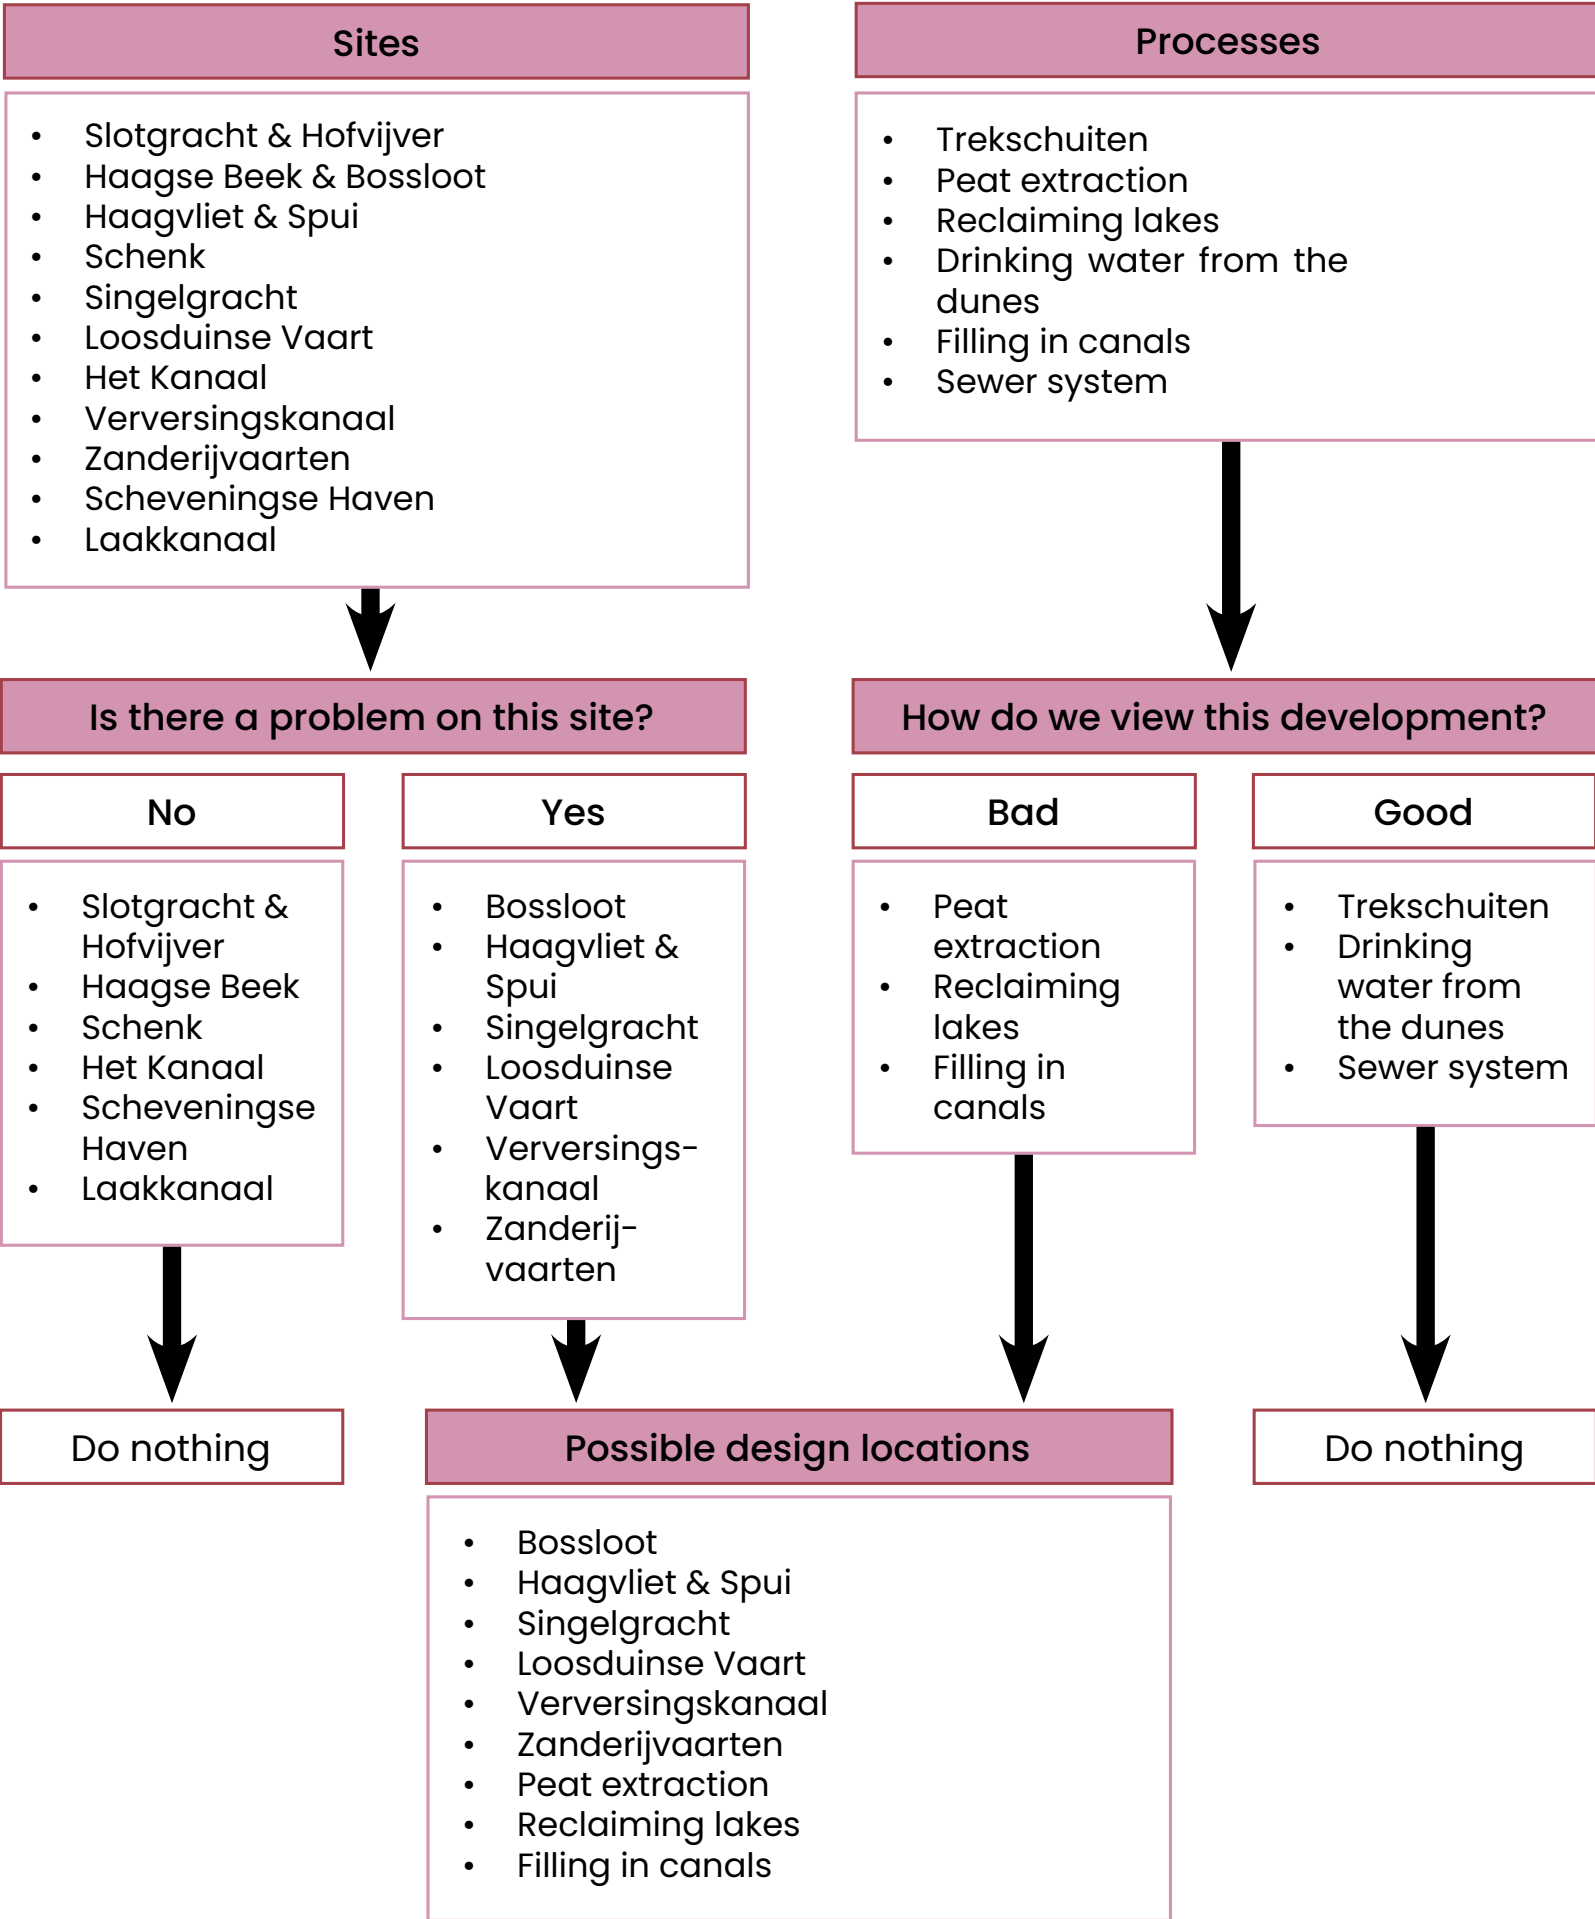 Sites
• Slotgracht & Hofvijver
• Haagse Beek & Bossloot
• Haagvliet & Spui
• Schenk
• Singelgracht
• Loosduinse Vaart
• Het Kanaal
• Verversingskanaal
• Zanderijvaarten
• Scheveningse Haven
• Laakkanaal
Processes
• Trekschuiten
• Peat extraction
• Reclaiming lakes
• Drinking water from the
dunes
• Filling in canals
• Sewer system
Is there a problem on this site?
No
• Slotgracht &
Hofvijver
• Haagse Beek
• Schenk
• Het Kanaal
• Scheveningse
Haven
• Laakkanaal
Do nothing
Yes
• Bossloot
• Haagvliet &
Spui
• Singelgracht
• Loosduinse
Vaart
• Verversings-
kanaal
• Zanderij-
vaarten
How do we view this development?
Bad
• Peat
extraction
• Reclaiming
lakes
• Filling in
canals
Good
• Trekschuiten
• Drinking
water from
the dunes
• Sewer system
Do nothing
Possible design locations
• Bossloot
• Haagvliet & Spui
• Singelgracht
• Loosduinse Vaart
• Verversingskanaal
• Zanderijvaarten
• Peat extraction
• Reclaiming lakes
• Filling in canals